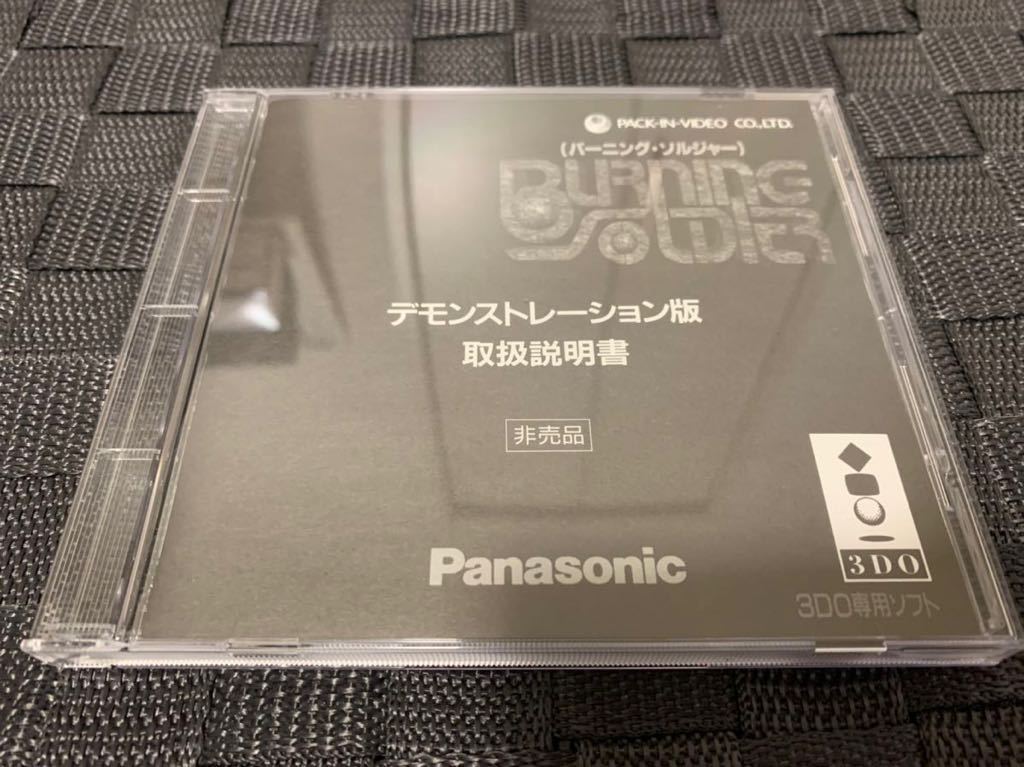 PACK-IN-VIDEO CO.,LTD.
(バーニング・ソルジャー)
BURNING
SOLDIER
デモンストレーション版
取扱説明書
非売品
Panasonic
3DO
3DO専用ソフト